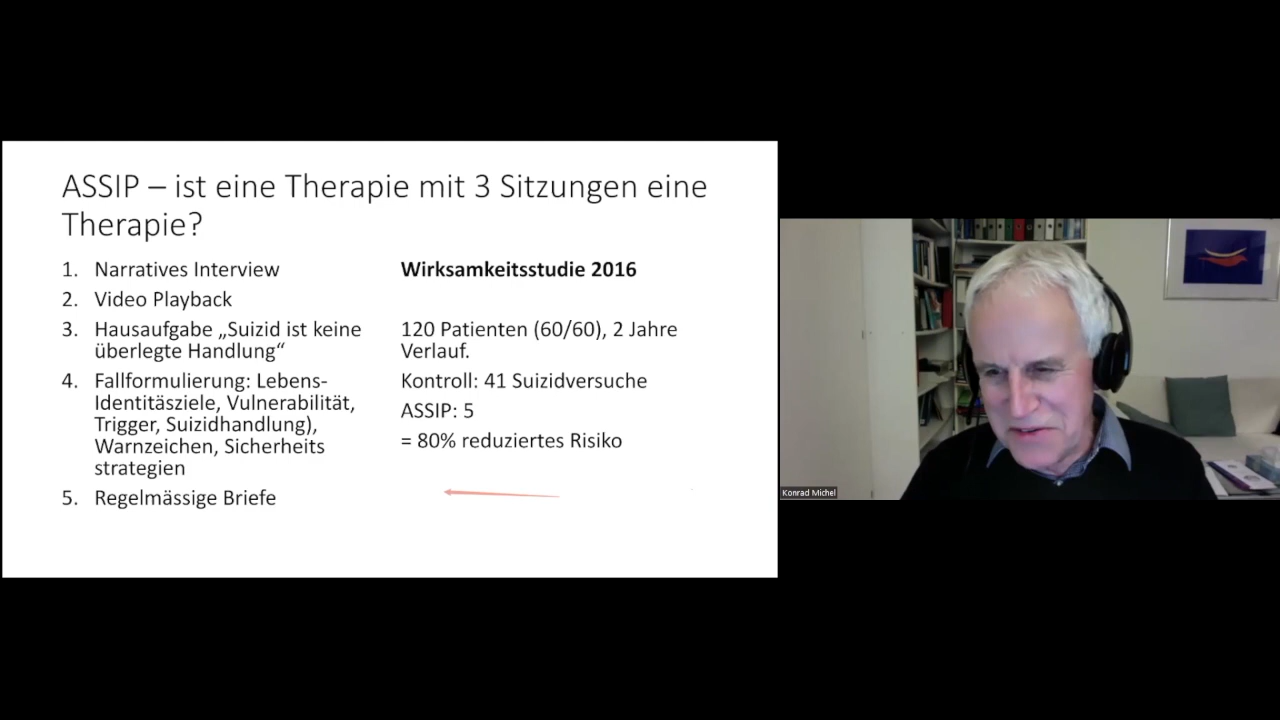 ASSIP – ist eine Therapie mit 3 Sitzungen eine
Therapie?
1. Narratives Interview
2. Video Playback
3. Hausaufgabe „Suizid ist keine
überlegte Handlung“
4. Fallformulierung: Lebens-
Identitäsziele, Vulnerabilität,
Trigger, Suizidhandlung),
Warnzeichen, Sicherheits
strategien
5. Regelmässige Briefe
Wirksamkeitsstudie 2016
120 Patienten (60/60), 2 Jahre
Verlauf.
Kontroll: 41 Suizidversuche
ASSIP: 5
= 80% reduziertes Risiko
Konrad Michel